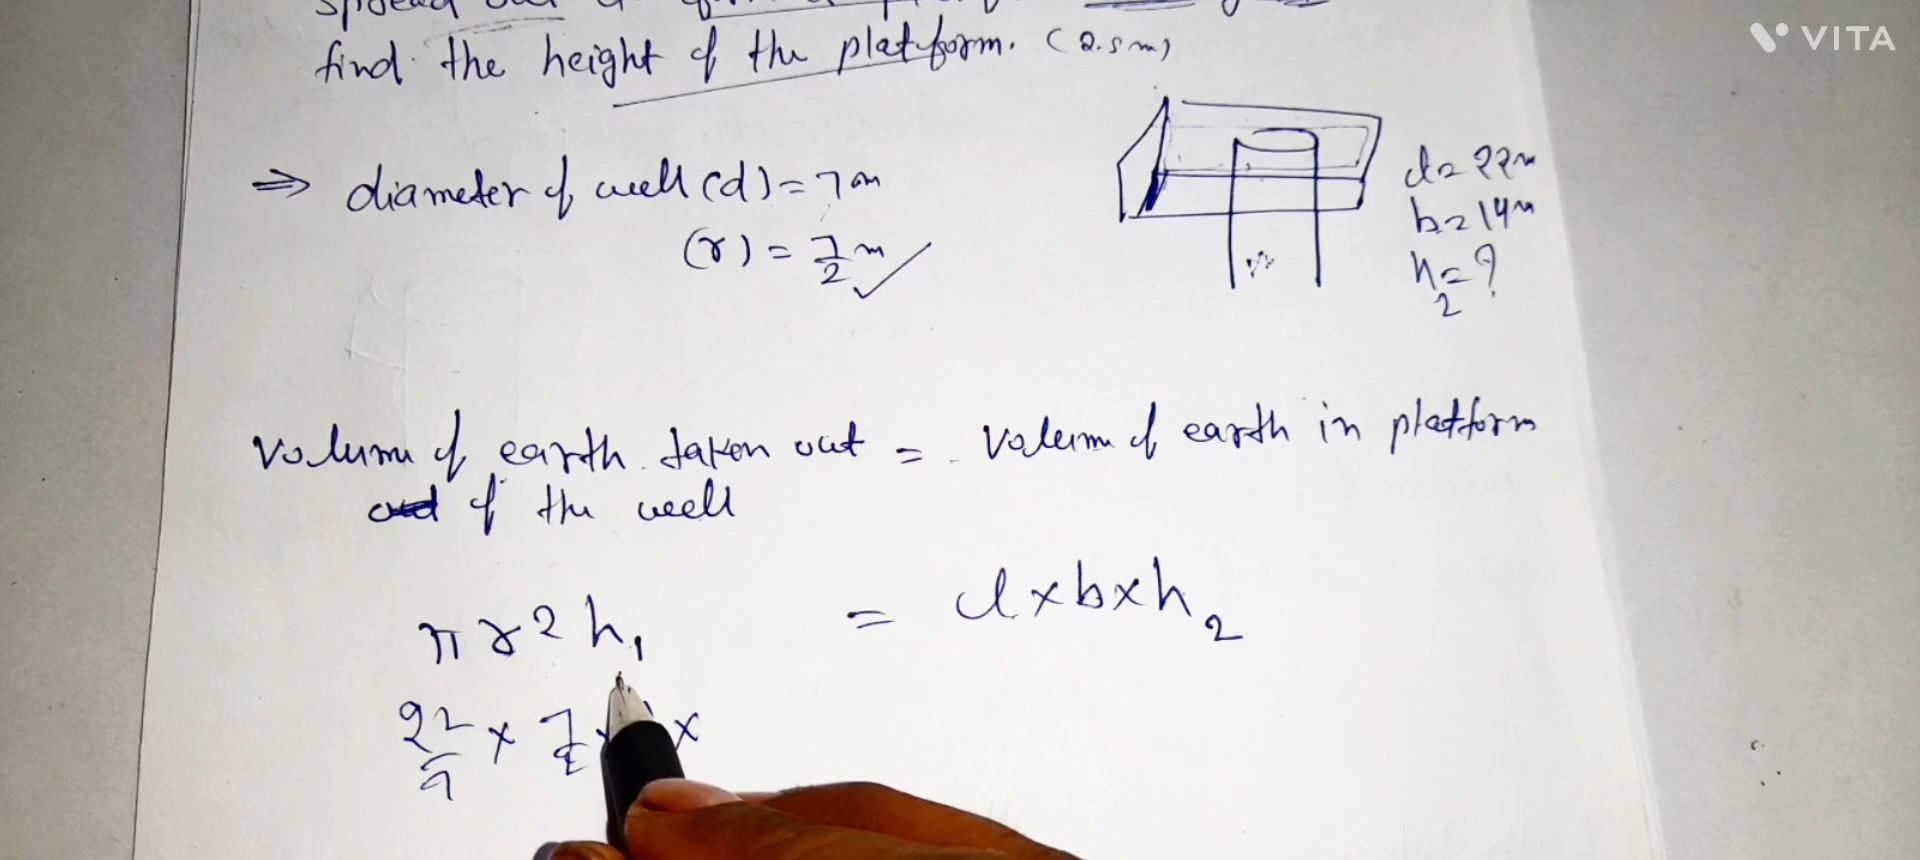 VITA
find the height of the platform. (2.5m)
⇒ diameter of well (d) = 7m
(r) = 7/2 m ✓
l = 22m
b = 14m
h2 = ?
Volume of earth taken out = Volume of earth in platform
of the well
πr2h1 = l×b×h2
22/7 × 7/2 × ×